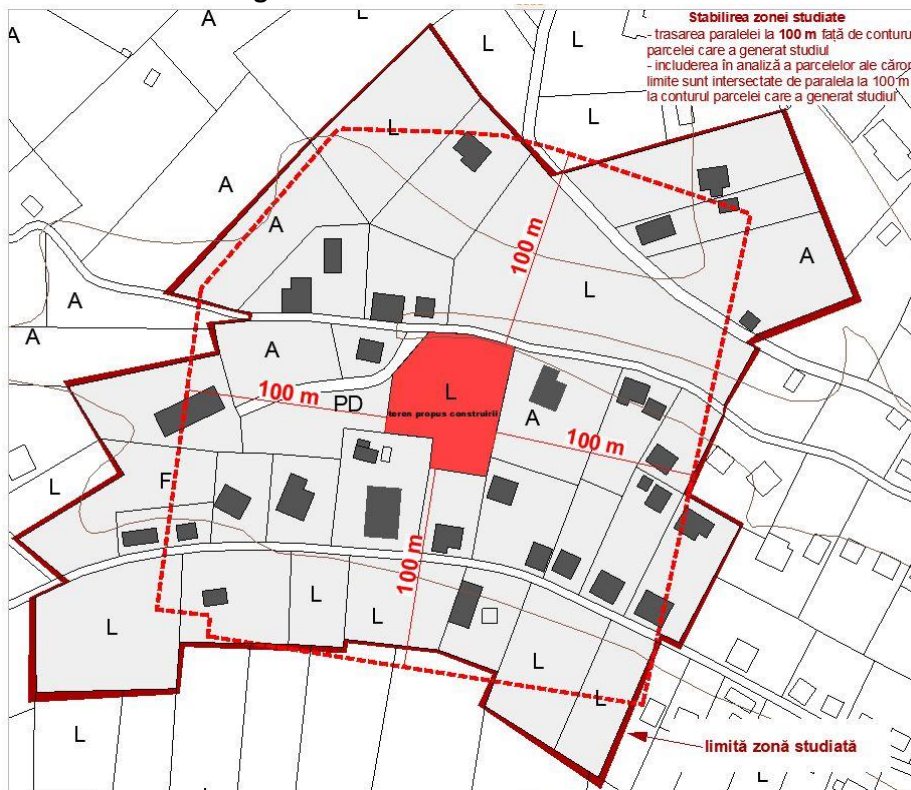 Stabilirea zonei studiate
- trasarea paralelei la 100 m față de conturu
parcelei care a generat studiul
- includerea în analiză a parcelelor ale căror
limite sunt intersectate de paralela la 100 m
la conturul parcelei care a generat studiul
A
L
L
L
A
L
L
A
A
100 m
A
L
A
A
A
100 m
PD
L
teren propus construirii
A
100 m
L
F
100 m
L
L
L
L
L
L
L
limită zonă studiată
L
L